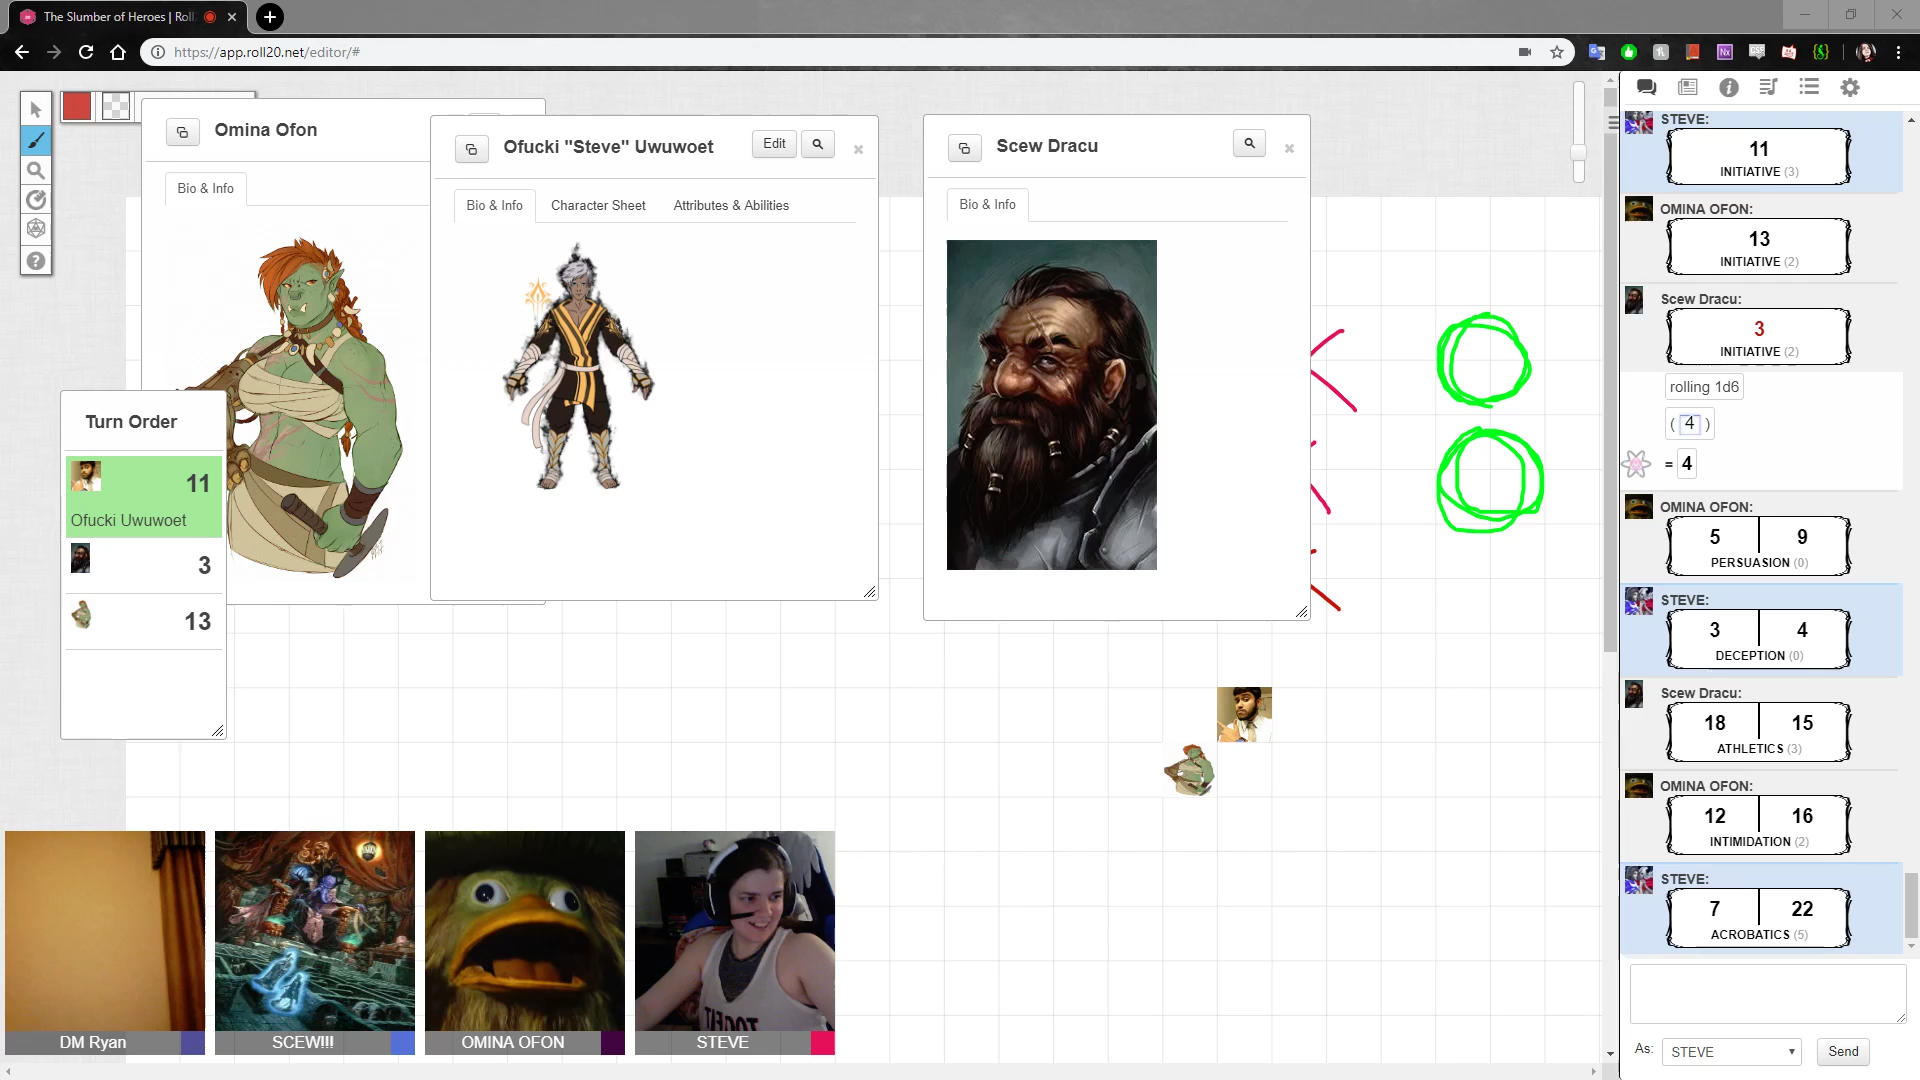 The Slumber of Heroes | Roll
https://app.roll20.net/editor/#
Omina Ofon
Bio & Info
Ofucki "Steve" Uwuwoet
Edit
Bio & Info
Character Sheet
Attributes & Abilities
Scew Dracu
Bio & Info
Turn Order
11
Ofucki Uwuwoet
3
13
DM Ryan
SCEW!!!
OMINA OFON
STEVE
STEVE:
11
INITIATIVE (3)
OMINA OFON:
13
INITIATIVE (2)
Scew Dracu:
3
INITIATIVE (2)
rolling 1d6
( 4 )
= 4
OMINA OFON:
5 9
PERSUASION (0)
STEVE:
3 4
DECEPTION (0)
Scew Dracu:
18 15
ATHLETICS (3)
OMINA OFON:
12 16
INTIMIDATION (2)
STEVE:
7 22
ACROBATICS (5)
As:
STEVE
Send